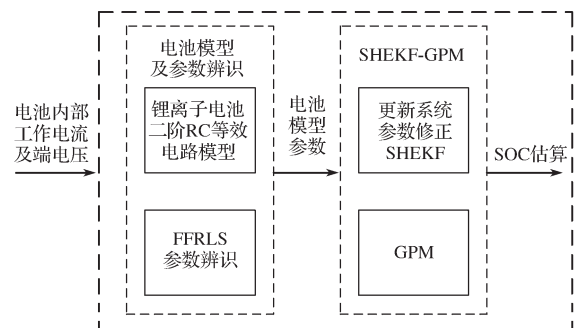 电池模型
及参数辨识
锂离子电池
二阶RC等效
电路模型
FFRLS
参数辨识
SHEKF-GPM
更新系统
参数修正
SHEKF
GPM
电池内部
工作电流
及端电压
电池
模型
参数
SOC估算